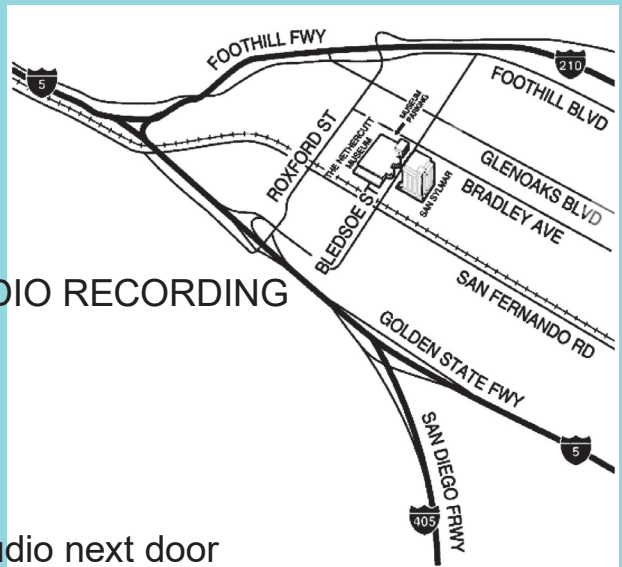 FOOTHILL FWY
5
210
FOOTHILL BLVD
MUSEUM
PARKING
ROXFORD ST
THE NETHERCUTT
MUSEUM
GLENOAKS BLVD
SAN SYLMAR
BRADLEY AVE
BLEDSOE ST
DIO RECORDING
SAN FERNANDO RD
GOLDEN STATE FWY
5
SAN DIEGO FRWY
405
udio next door